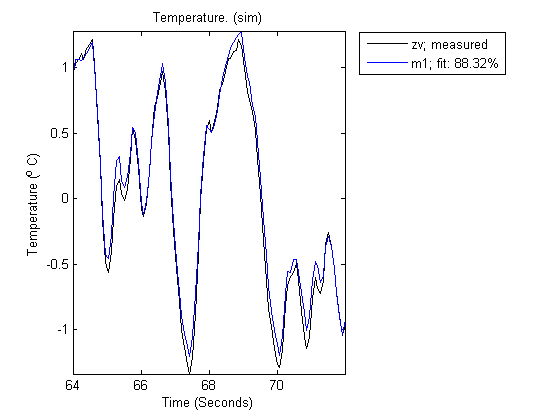 Temperature. (sim)
zv; measured
m1; fit: 88.32%
Temperature (° C)
1
0.5
0
-0.5
-1
64
66
68
70
Time (Seconds)